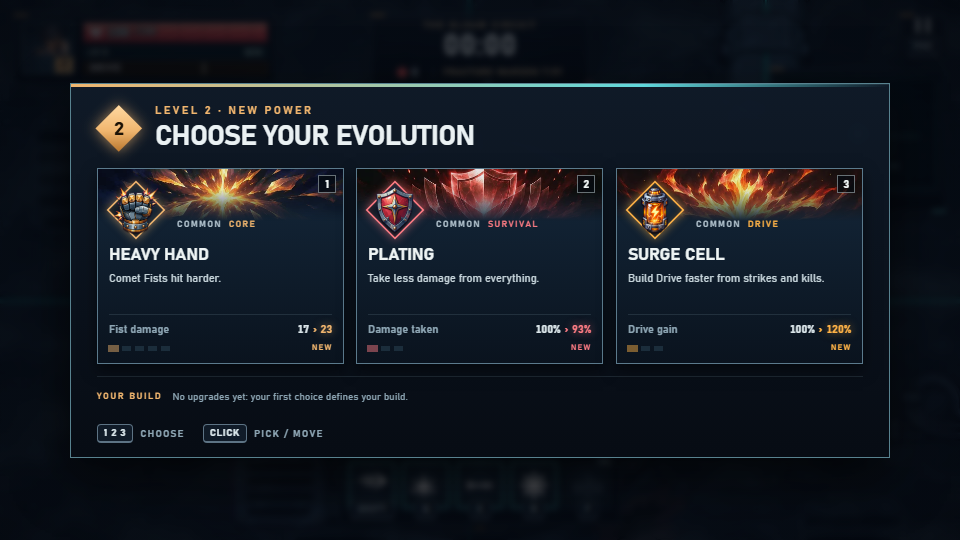 00:00
LEVEL 2 · NEW POWER
2
CHOOSE YOUR EVOLUTION
1
COMMON CORE
HEAVY HAND
Comet Fists hit harder.
Fist damage 17 › 23
NEW
2
COMMON SURVIVAL
PLATING
Take less damage from everything.
Damage taken 100% › 93%
NEW
3
COMMON DRIVE
SURGE CELL
Build Drive faster from strikes and kills.
Drive gain 100% › 120%
NEW
YOUR BUILD No upgrades yet: your first choice defines your build.
1 2 3 CHOOSE CLICK PICK / MOVE